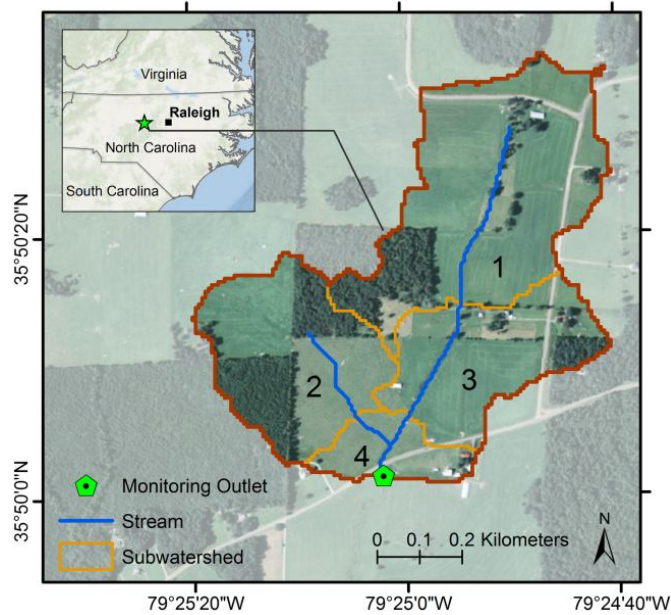 Virginia
Raleigh
North Carolina
South Carolina
35°50'20"N
35°50'0"N
1
2
3
4
Monitoring Outlet
Stream
Subwatershed
0 0.1 0.2 Kilometers
N
79°25'20"W
79°25'0"W
79°24'40"W